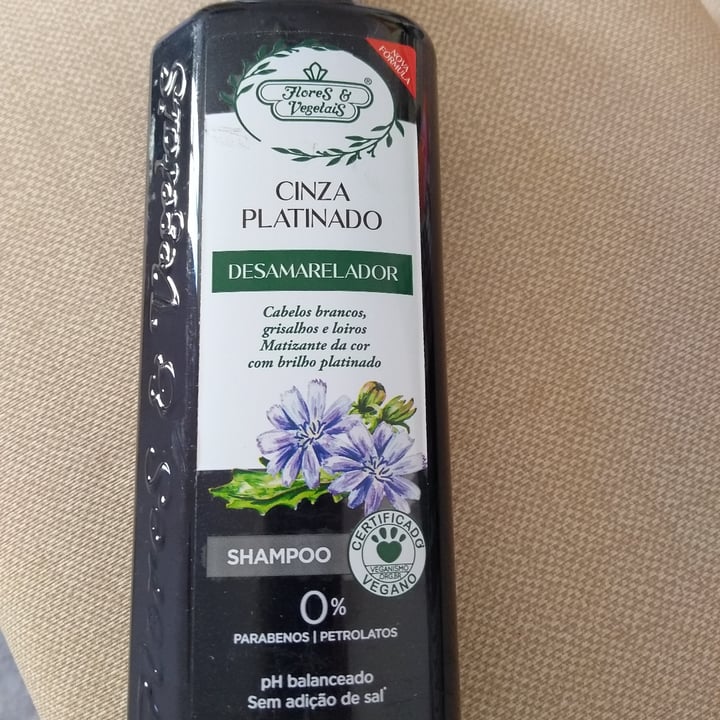 NOVA
FÓRMULA
Flores &
Vegetais®
CINZA
PLATINADO
DESAMARELADOR
Cabelos brancos,
grisalhos e loiros
Matizante da cor
com brilho platinado
CERTIFICADO
VEGANISMO
.ORG.BR
VEGANO
SHAMPOO
0%
PARABENOS | PETROLATOS
pH balanceado
Sem adição de sal*
Flores & Vegetais